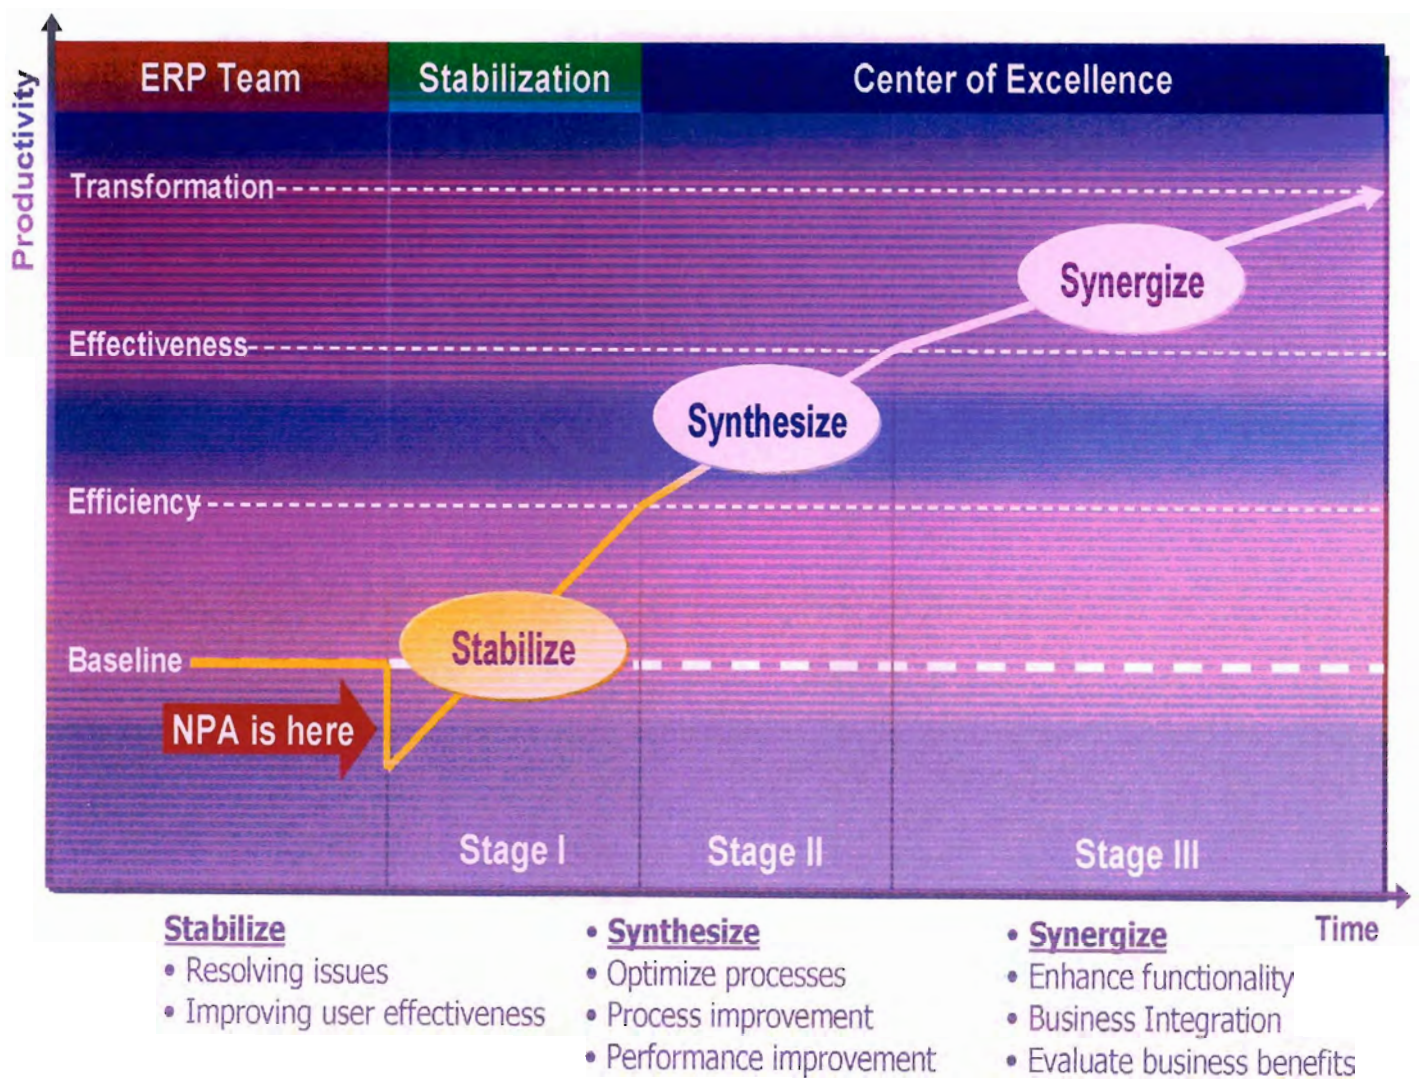 Productivity
ERP Team
Stabilization
Center of Excellence
Transformation
Synergize
Effectiveness
Synthesize
Efficiency
Stabilize
Baseline
NPA is here
Stage I
Stage II
Stage III
Time
Stabilize
• Resolving issues
• Improving user effectiveness
• Synthesize
• Optimize processes
• Process improvement
• Performance improvement
• Synergize
• Enhance functionality
• Business Integration
• Evaluate business benefits